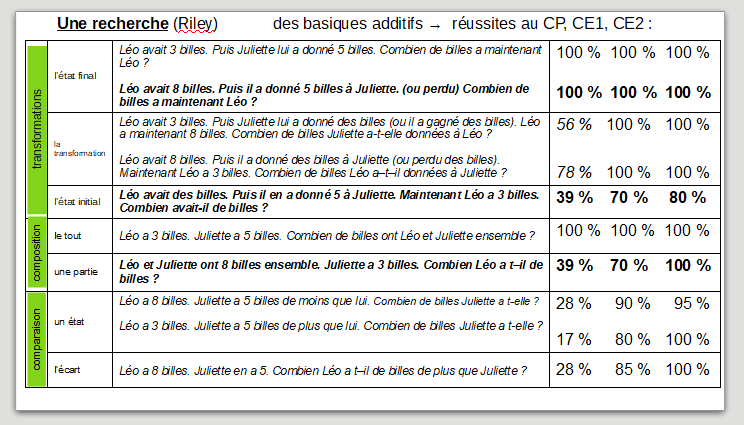 Une recherche (Riley) des basiques additifs → réussites au CP, CE1, CE2 :
transformations
l'état final
Léo avait 3 billes. Puis Juliette lui a donné 5 billes. Combien de billes a maintenant
Léo ?
100 % 100 % 100 %
Léo avait 8 billes. Puis il a donné 5 billes à Juliette. (ou perdu) Combien de
billes a maintenant Léo ?
100 % 100 % 100 %
la
transformation
Léo avait 3 billes. Puis Juliette lui a donné des billes (ou il a gagné des billes). Léo
a maintenant 8 billes. Combien de billes Juliette a-t-elle données à Léo ?
56 % 100 % 100 %
Léo avait 8 billes. Puis il a donné des billes à Juliette (ou perdu des billes).
Maintenant Léo a 3 billes. Combien de billes Léo a–t–il données à Juliette ?
78 % 100 % 100 %
l'état initial
Léo avait des billes. Puis il en a donné 5 à Juliette. Maintenant Léo a 3 billes.
Combien avait-il de billes ?
39 % 70 % 80 %
composition
le tout
Léo a 3 billes. Juliette a 5 billes. Combien de billes ont Léo et Juliette ensemble ?
100 % 100 % 100 %
une partie
Léo et Juliette ont 8 billes ensemble. Juliette a 3 billes. Combien Léo a t–il de
billes ?
39 % 70 % 100 %
comparaison
un état
Léo a 8 billes. Juliette a 5 billes de moins que lui. Combien de billes Juliette a t-elle ?
28 % 90 % 95 %
Léo a 3 billes. Juliette a 5 billes de plus que lui. Combien de billes Juliette a t-elle ?
17 % 80 % 100 %
l'écart
Léo a 8 billes. Juliette en a 5. Combien Léo a t–il de billes de plus que Juliette ?
28 % 85 % 100 %